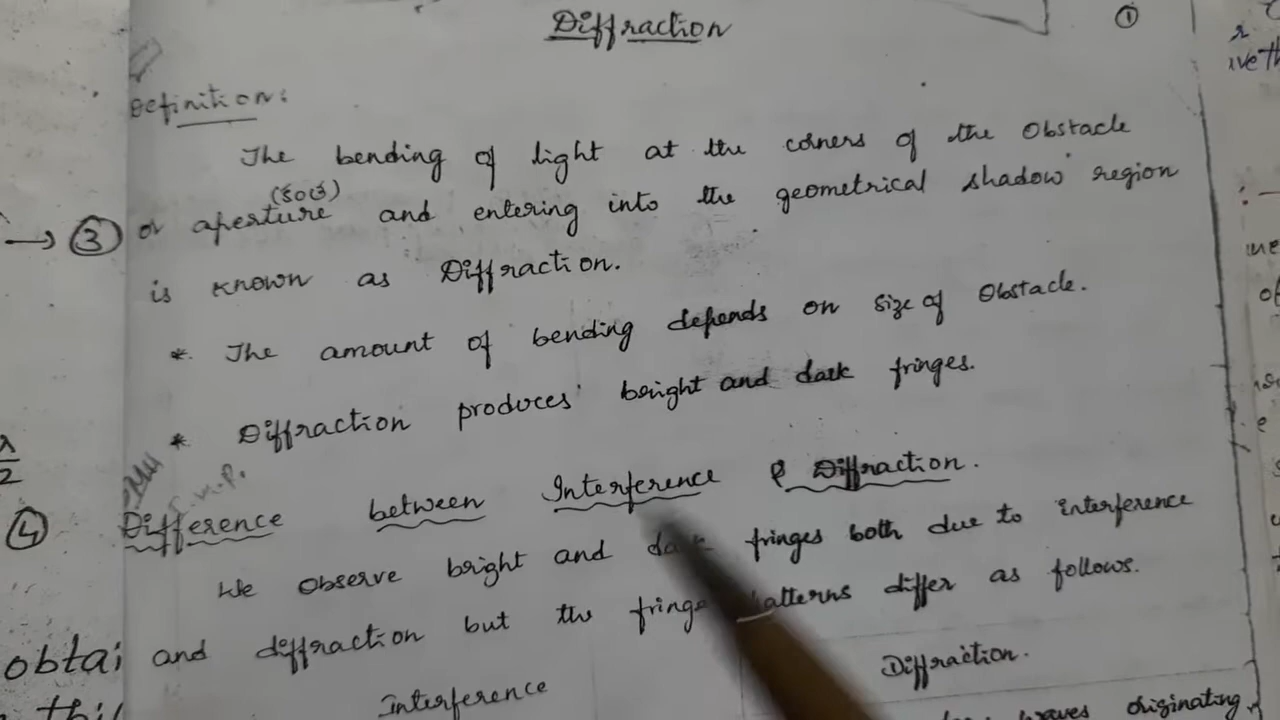 Diffraction
①
Definition:
The bending of light at the corners of the Obstacle
(కంత)
→ ③ or aperture and entering into the geometrical shadow region
is known as Diffraction.
* The amount of bending depends on size of Obstacle.
* Diffraction produces bright and dark fringes.
λ/2
④ Difference between Interference & Diffraction.
We observe bright and dark fringes both due to interference
and diffraction but the fringe patterns differ as follows.
obtai
Interference
Diffraction.
waves originating